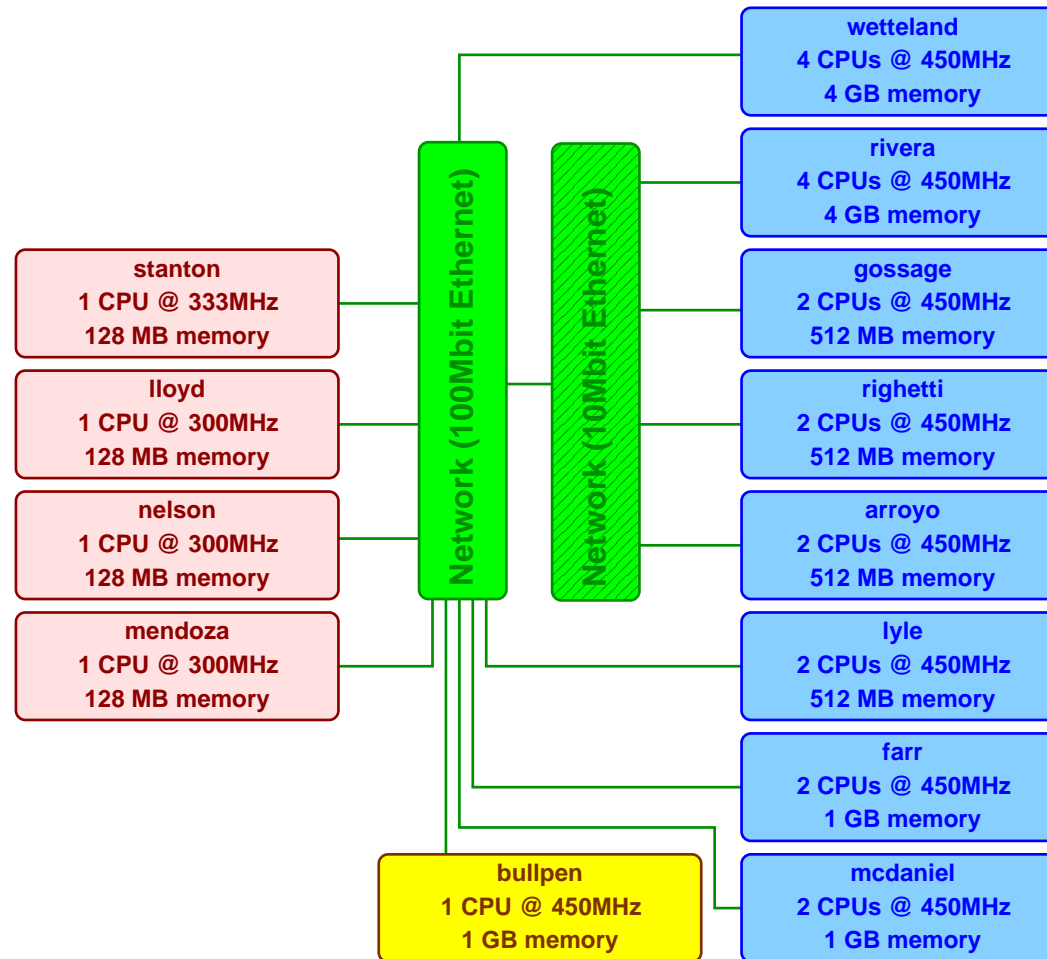 wetteland
4 CPUs @ 450MHz
4 GB memory
rivera
4 CPUs @ 450MHz
4 GB memory
stanton
1 CPU @ 333MHz
128 MB memory
lloyd
1 CPU @ 300MHz
128 MB memory
nelson
1 CPU @ 300MHz
128 MB memory
mendoza
1 CPU @ 300MHz
128 MB memory
Network (100Mbit Ethernet)
Network (10Mbit Ethernet)
gossage
2 CPUs @ 450MHz
512 MB memory
righetti
2 CPUs @ 450MHz
512 MB memory
arroyo
2 CPUs @ 450MHz
512 MB memory
lyle
2 CPUs @ 450MHz
512 MB memory
farr
2 CPUs @ 450MHz
1 GB memory
bullpen
1 CPU @ 450MHz
1 GB memory
mcdaniel
2 CPUs @ 450MHz
1 GB memory